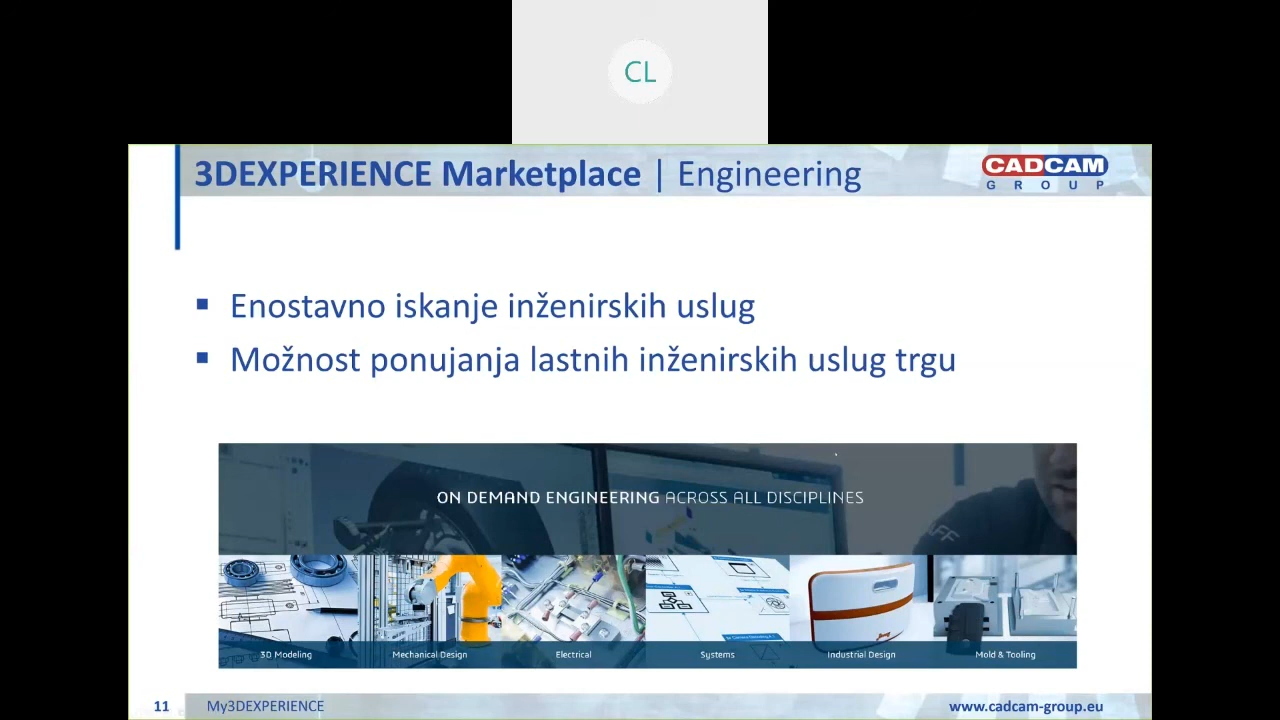 CL
3DEXPERIENCE Marketplace | Engineering
CADCAM
GROUP
▪ Enostavno iskanje inženirskih uslug
▪ Možnost ponujanja lastnih inženirskih uslug trgu
ON DEMAND ENGINEERING ACROSS ALL DISCIPLINES
3D Modeling
Mechanical Design
Electrical
Systems
Industrial Design
Mold & Tooling
11
My3DEXPERIENCE
www.cadcam-group.eu